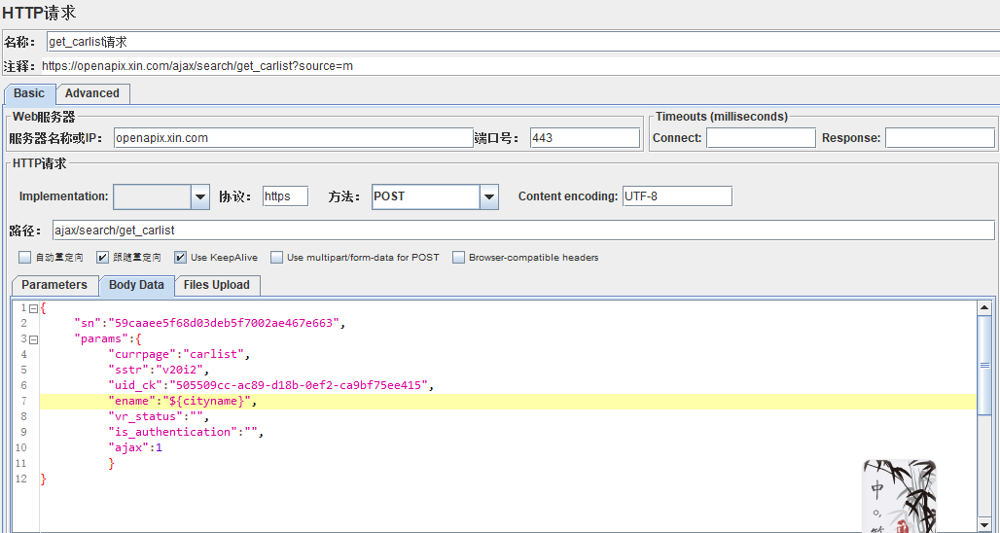 HTTP请求
名称： get_carlist请求
注释： https://openapix.xin.com/ajax/search/get_carlist?source=m
Basic Advanced
Web服务器 Timeouts (milliseconds)
服务器名称或IP： openapix.xin.com 端口号： 443 Connect: Response:
HTTP请求
Implementation: 协议： https 方法： POST Content encoding: UTF-8
路径： ajax/search/get_carlist
自动重定向 跟随重定向 Use KeepAlive Use multipart/form-data for POST Browser-compatible headers
Parameters Body Data Files Upload
1 {
2 "sn":"59caaee5f68d03deb5f7002ae467e663",
3 "params":{
4 "currpage":"carlist",
5 "sstr":"v20i2",
6 "uid_ck":"505509cc-ac89-d18b-0ef2-ca9bf75ee415",
7 "ename":"${cityname}",
8 "vr_status":"",
9 "is_authentication":"",
10 "ajax":1
11 }
12 }
中